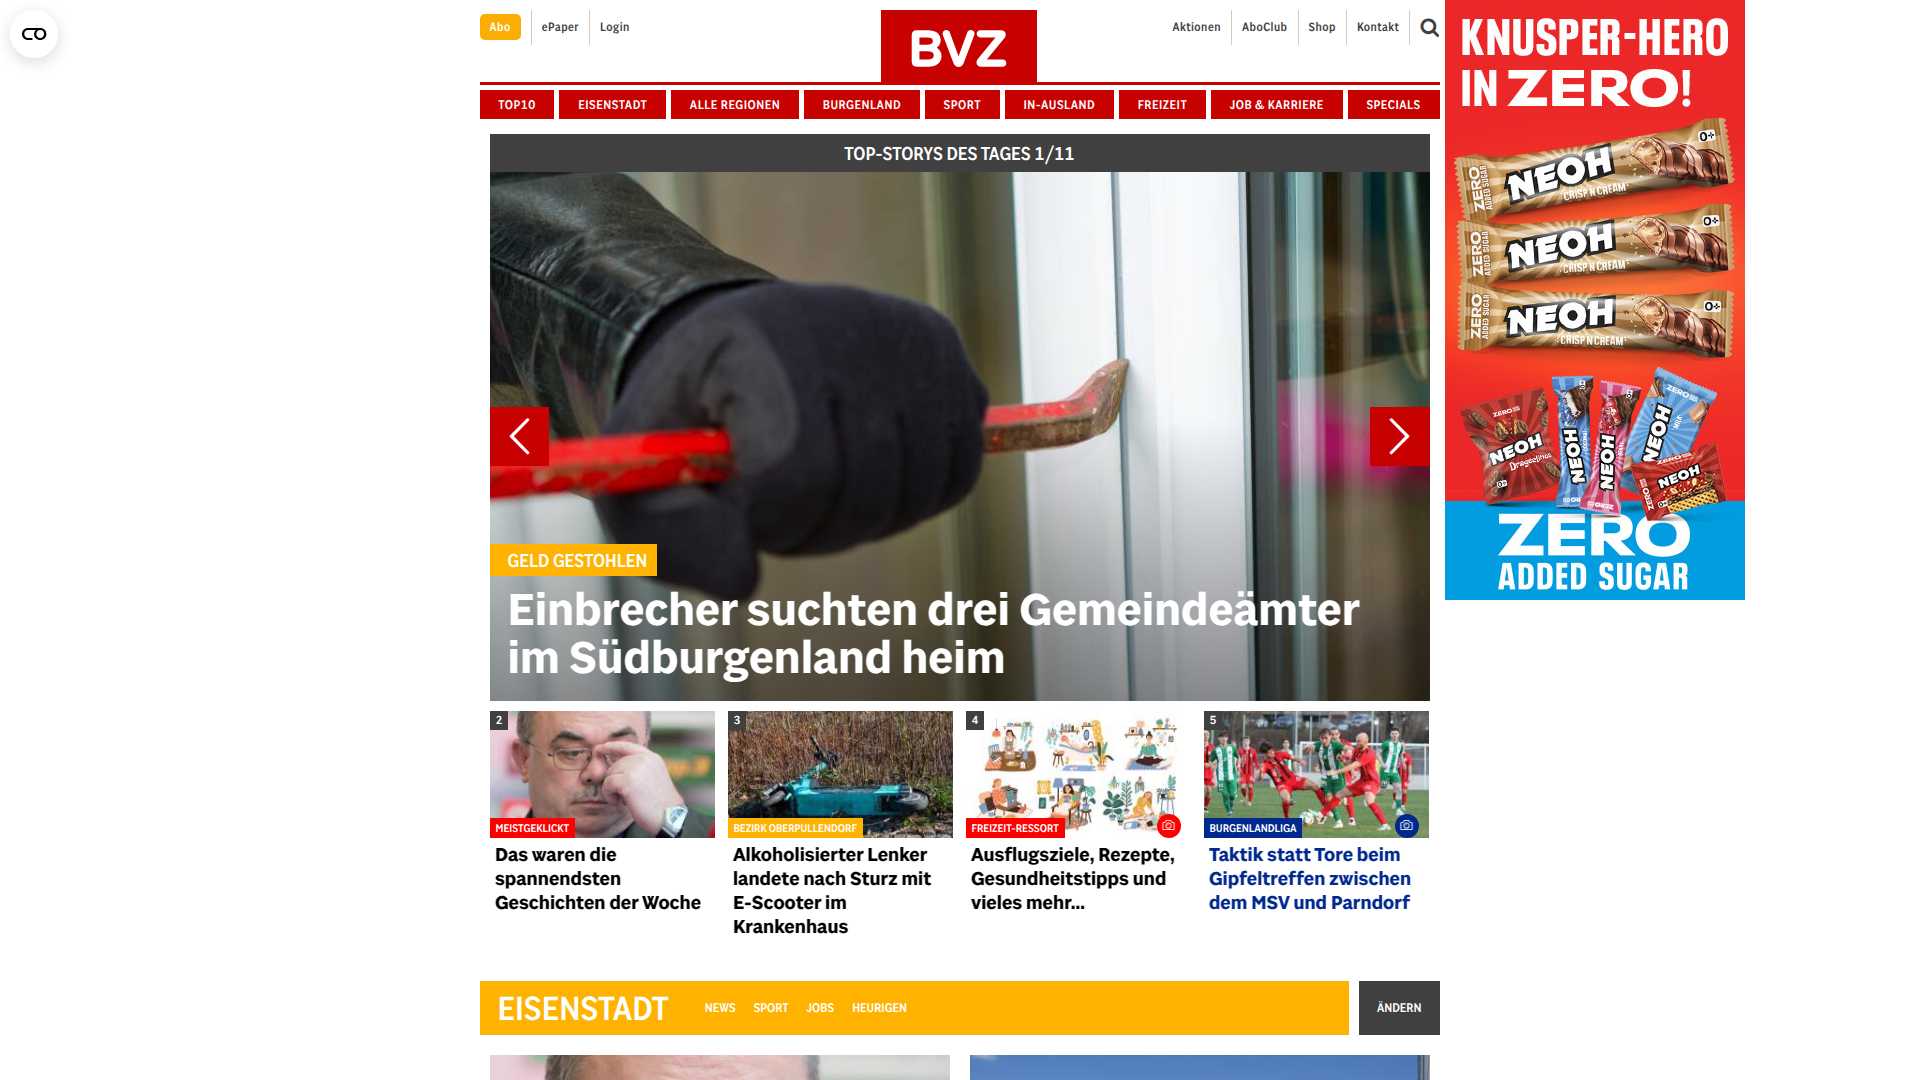 Abo
ePaper
Login
BVZ
Aktionen
AboClub
Shop
Kontakt
TOP10
EISENSTADT
ALLE REGIONEN
BURGENLAND
SPORT
IN-AUSLAND
FREIZEIT
JOB & KARRIERE
SPECIALS
TOP-STORYS DES TAGES 1/11
GELD GESTOHLEN
Einbrecher suchten drei Gemeindeämter
im Südburgenland heim
2
MEISTGEKLICKT
Das waren die
spannendsten
Geschichten der Woche
3
BEZIRK OBERPULLENDORF
Alkoholisierter Lenker
landete nach Sturz mit
E-Scooter im
Krankenhaus
4
FREIZEIT-RESSORT
Ausflugsziele, Rezepte,
Gesundheitstipps und
vieles mehr...
5
BURGENLANDLIGA
Taktik statt Tore beim
Gipfeltreffen zwischen
dem MSV und Parndorf
EISENSTADT
NEWS
SPORT
JOBS
HEURIGEN
ÄNDERN
KNUSPER-HERO
IN ZERO!
ZERO
ADDED
SUGAR
NEOH
CRISP'N CREAM
ZERO
ADDED
SUGAR
NEOH
CRISP'N CREAM
ZERO
ADDED
SUGAR
NEOH
CRISP'N CREAM
NEOH
NEOH
NEOH
NEOH
NEOH
ZERO
ADDED SUGAR